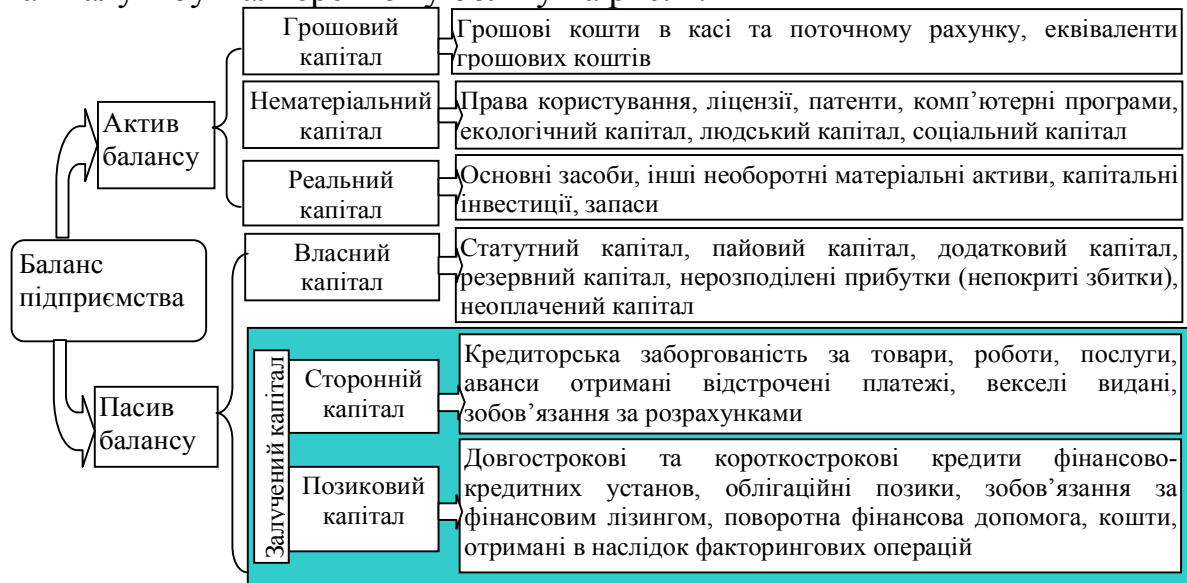 Грошовий
капітал
Грошові кошти в касі та поточному рахунку, еквіваленти
грошових коштів
Нематеріальний
капітал
Права користування, ліцензії, патенти, комп’ютерні програми,
екологічний капітал, людський капітал, соціальний капітал
Актив
балансу
Реальний
капітал
Основні засоби, інші необоротні матеріальні активи, капітальні
інвестиції, запаси
Баланс
підприємства
Власний
капітал
Статутний капітал, пайовий капітал, додатковий капітал,
резервний капітал, нерозподілені прибутки (непокриті збитки),
неоплачений капітал
Пасив
балансу
Залучений капітал
Сторонній
капітал
Кредиторська заборгованість за товари, роботи, послуги,
аванси отримані відстрочені платежі, векселі видані,
зобов’язання за розрахунками
Позиковий
капітал
Довгострокові та короткострокові кредити фінансово-
кредитних установ, облігаційні позики, зобов’язання за
фінансовим лізингом, поворотна фінансова допомога, кошти,
отримані в наслідок факторингових операцій